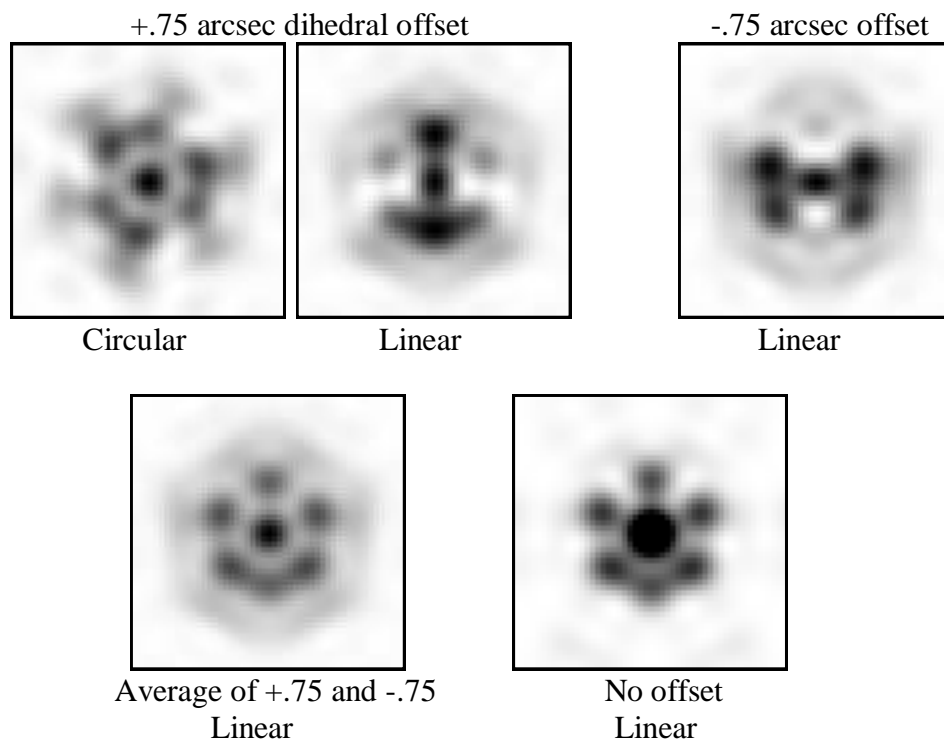 +.75 arcsec dihedral offset
-.75 arcsec offset
Circular
Linear
Linear
Average of +.75 and -.75
Linear
No offset
Linear